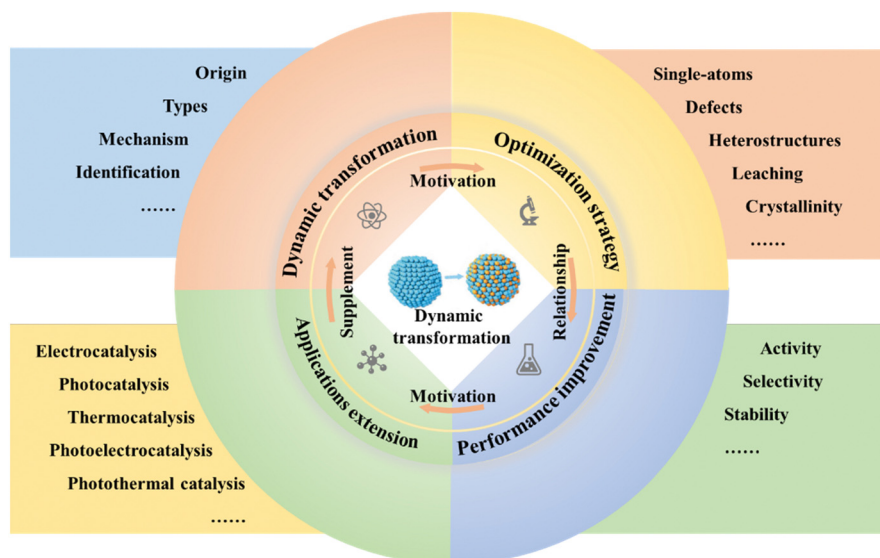 Origin
Types
Mechanism
Identification
......
Single-atoms
Defects
Heterostructures
Leaching
Crystallinity
......
Dynamic transformation
Optimization strategy
Motivation
Supplement
Relationship
Dynamic
transformation
Motivation
Applications extension
Performance improvement
Electrocatalysis
Photocatalysis
Thermocatalysis
Photoelectrocatalysis
Photothermal catalysis
......
Activity
Selectivity
Stability
......